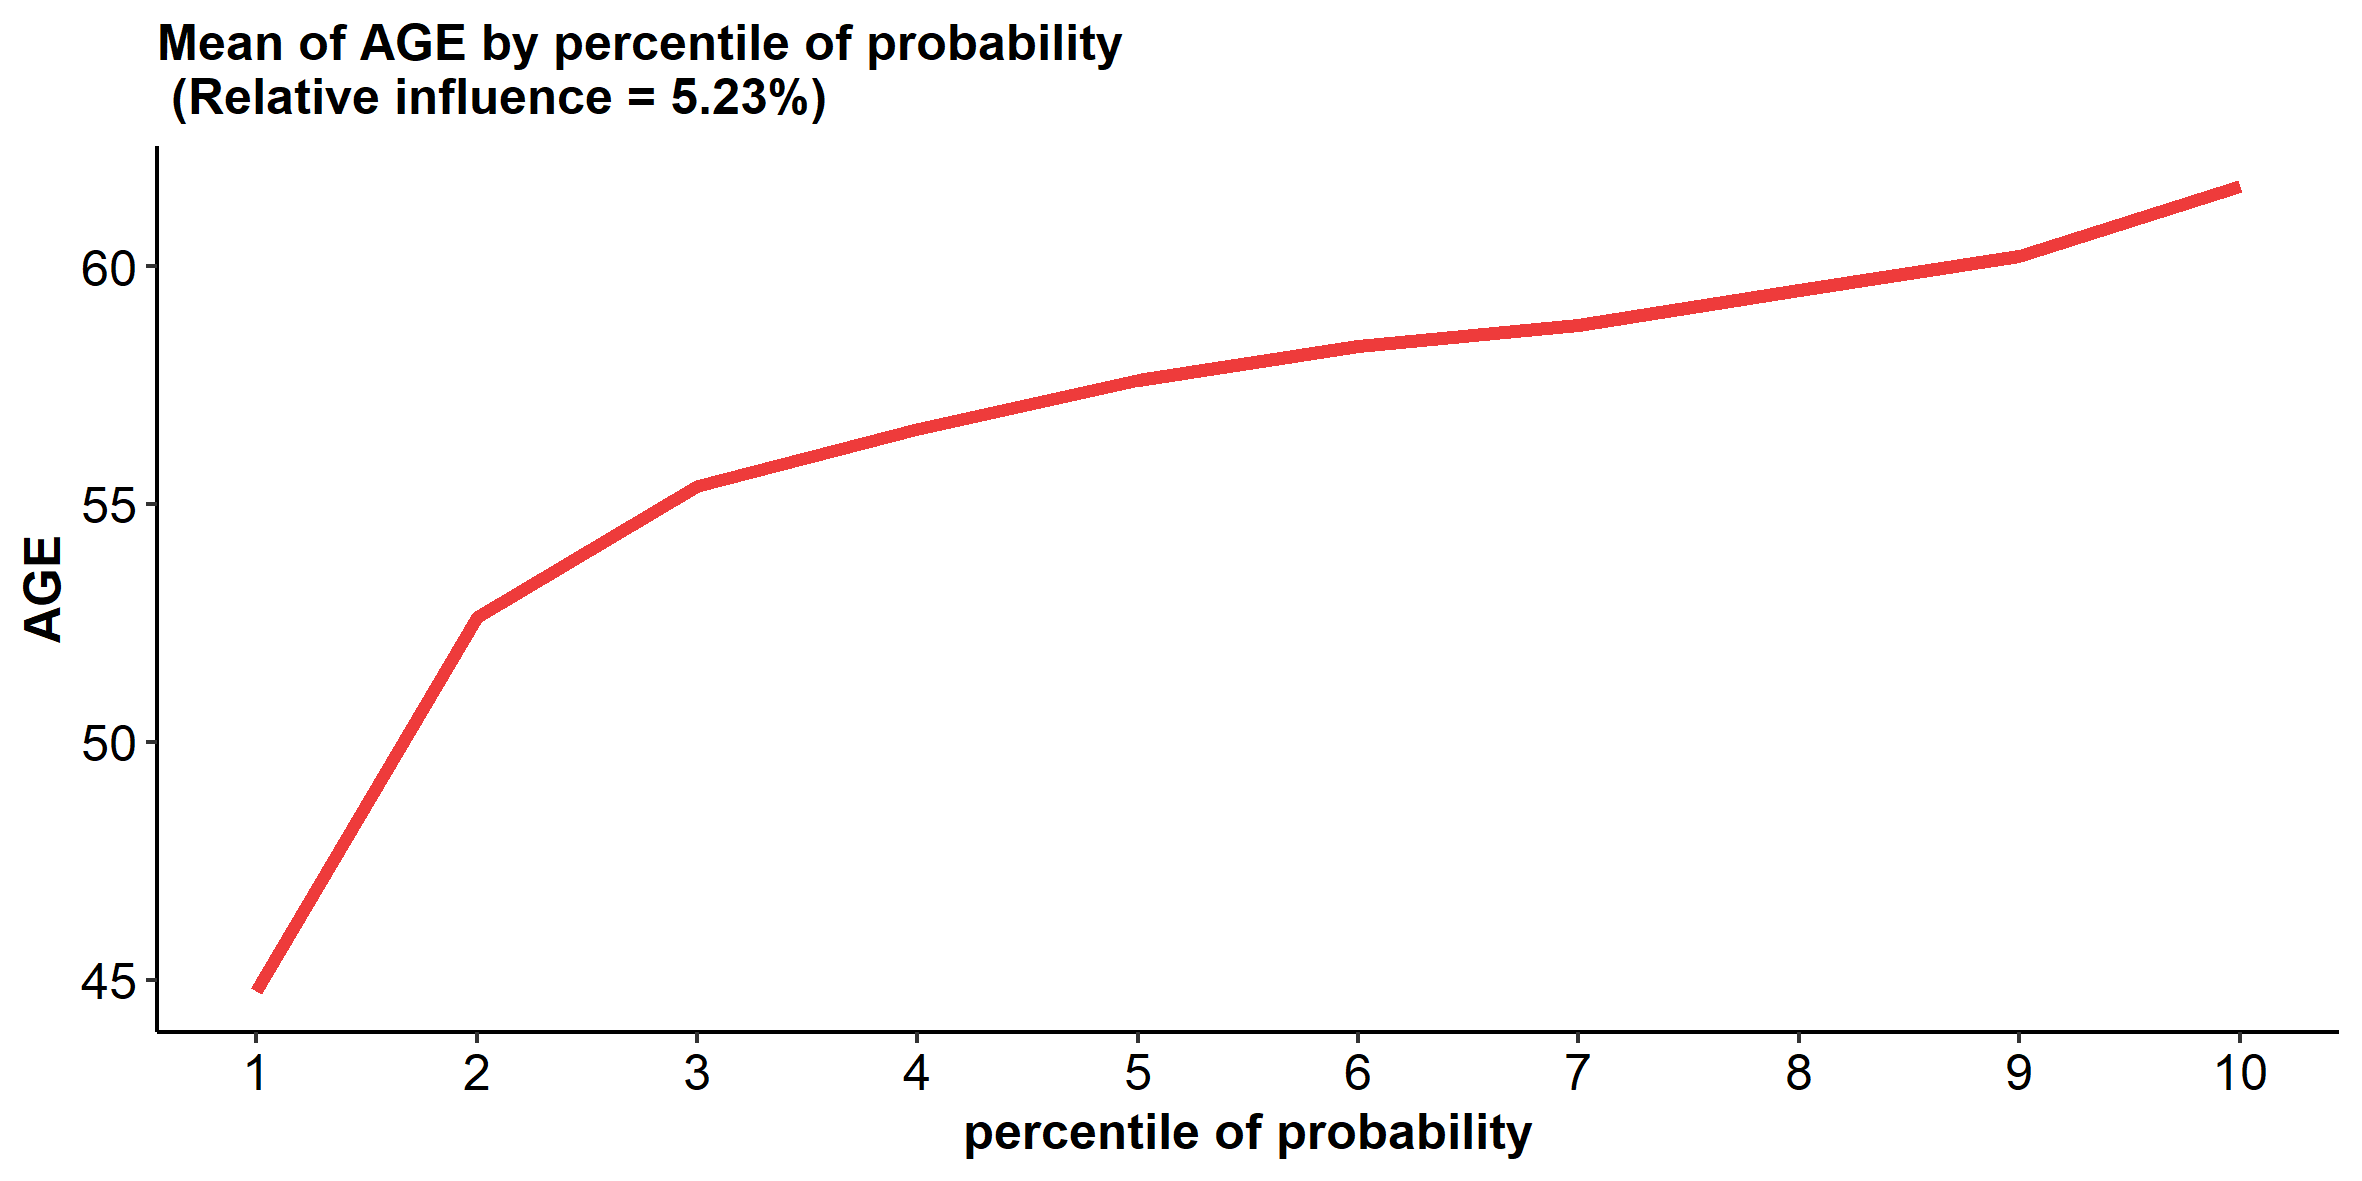 Mean of AGE by percentile of probability
(Relative influence = 5.23%)
60
55
50
45
AGE
1 2 3 4 5 6 7 8 9 10
percentile of probability